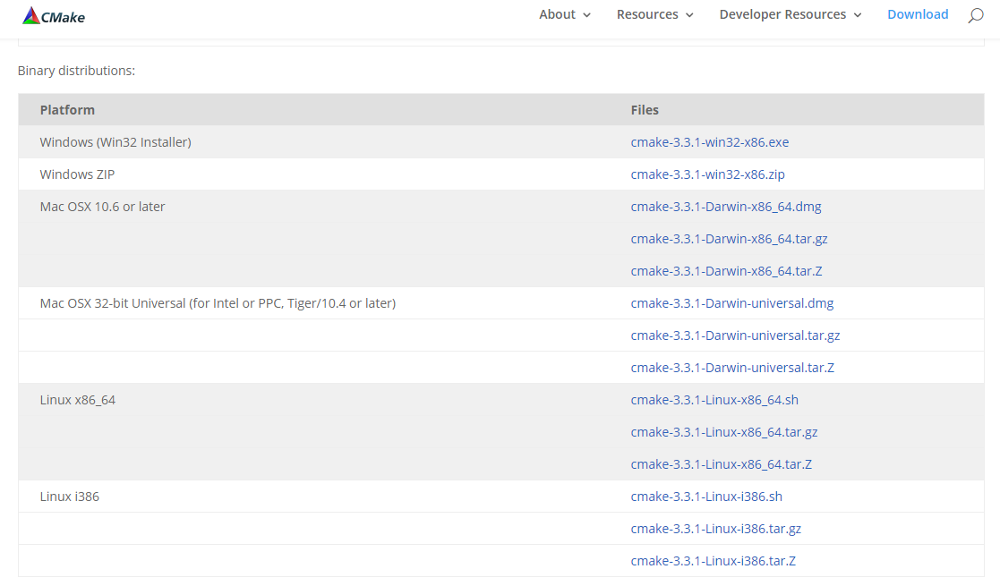 CMake About Resources Developer Resources Download
Binary distributions:
Platform Files
Windows (Win32 Installer) cmake-3.3.1-win32-x86.exe
Windows ZIP cmake-3.3.1-win32-x86.zip
Mac OSX 10.6 or later cmake-3.3.1-Darwin-x86_64.dmg
cmake-3.3.1-Darwin-x86_64.tar.gz
cmake-3.3.1-Darwin-x86_64.tar.Z
Mac OSX 32-bit Universal (for Intel or PPC, Tiger/10.4 or later) cmake-3.3.1-Darwin-universal.dmg
cmake-3.3.1-Darwin-universal.tar.gz
cmake-3.3.1-Darwin-universal.tar.Z
Linux x86_64 cmake-3.3.1-Linux-x86_64.sh
cmake-3.3.1-Linux-x86_64.tar.gz
cmake-3.3.1-Linux-x86_64.tar.Z
Linux i386 cmake-3.3.1-Linux-i386.sh
cmake-3.3.1-Linux-i386.tar.gz
cmake-3.3.1-Linux-i386.tar.Z